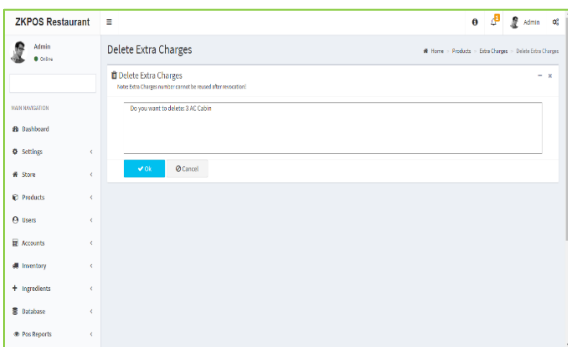 ZKPOS Restaurant
Admin
Admin
Online
Delete Extra Charges
Home > Products > Extra Charges > Delete Extra Charges
Delete Extra Charges
Note: Extra Charges number cannot be reused after revocation!
MAIN NAVIGATION
Do you want to delete: 3 AC Cabin
Ok
Cancel
Dashboard
Settings
Store
Products
Users
Accounts
Inventory
Ingredients
Database
Pos Reports